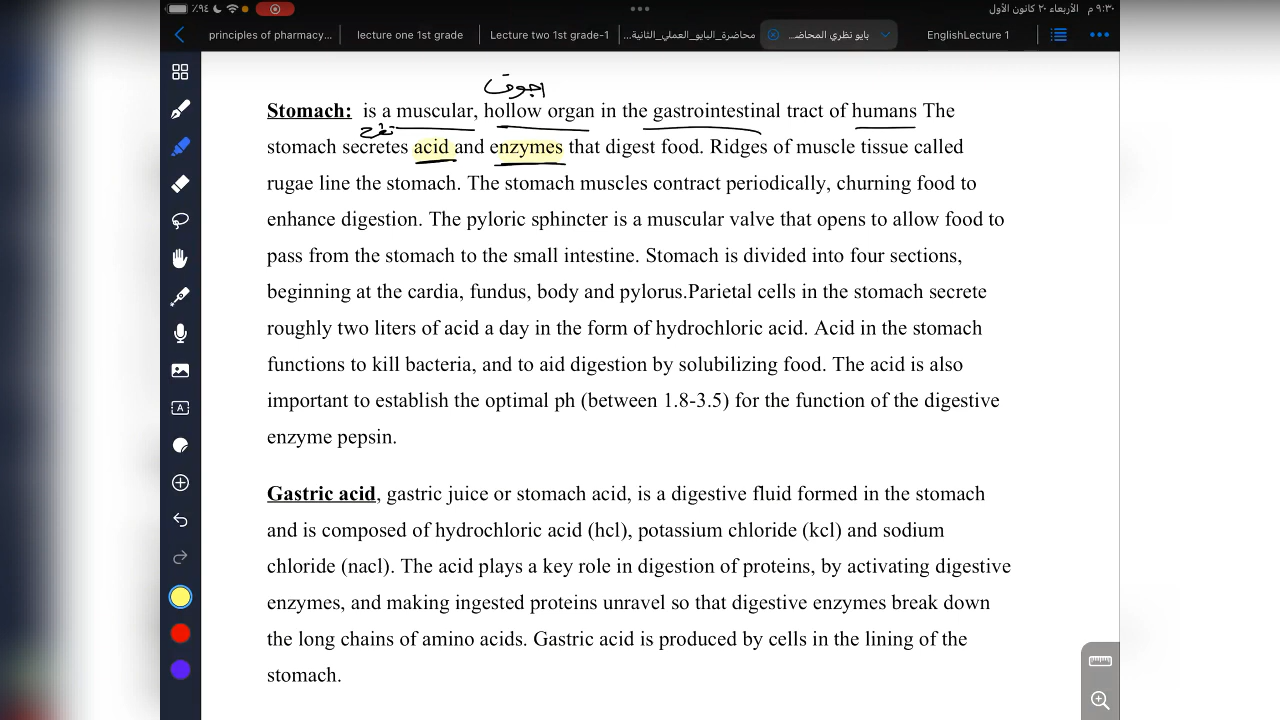 ٩٤٪
٩:٣٠ م الأربعاء ٢٠ كانون الأول
principles of pharmacy...
lecture one 1st grade
Lecture two 1st grade-1
محاضرة_البايو_العملي_الثانية...
بايو نظري المحاضـ...
EnglishLecture 1
اجوف
Stomach: is a muscular, hollow organ in the gastrointestinal tract of humans The
تفرح
stomach secretes acid and enzymes that digest food. Ridges of muscle tissue called
rugae line the stomach. The stomach muscles contract periodically, churning food to
enhance digestion. The pyloric sphincter is a muscular valve that opens to allow food to
pass from the stomach to the small intestine. Stomach is divided into four sections,
beginning at the cardia, fundus, body and pylorus.Parietal cells in the stomach secrete
roughly two liters of acid a day in the form of hydrochloric acid. Acid in the stomach
functions to kill bacteria, and to aid digestion by solubilizing food. The acid is also
important to establish the optimal ph (between 1.8-3.5) for the function of the digestive
enzyme pepsin.
Gastric acid, gastric juice or stomach acid, is a digestive fluid formed in the stomach
and is composed of hydrochloric acid (hcl), potassium chloride (kcl) and sodium
chloride (nacl). The acid plays a key role in digestion of proteins, by activating digestive
enzymes, and making ingested proteins unravel so that digestive enzymes break down
the long chains of amino acids. Gastric acid is produced by cells in the lining of the
stomach.